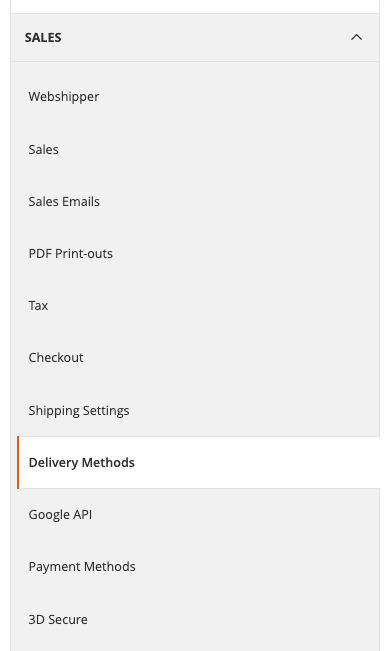 SALES
Webshipper
Sales
Sales Emails
PDF Print-outs
Tax
Checkout
Shipping Settings
Delivery Methods
Google API
Payment Methods
3D Secure